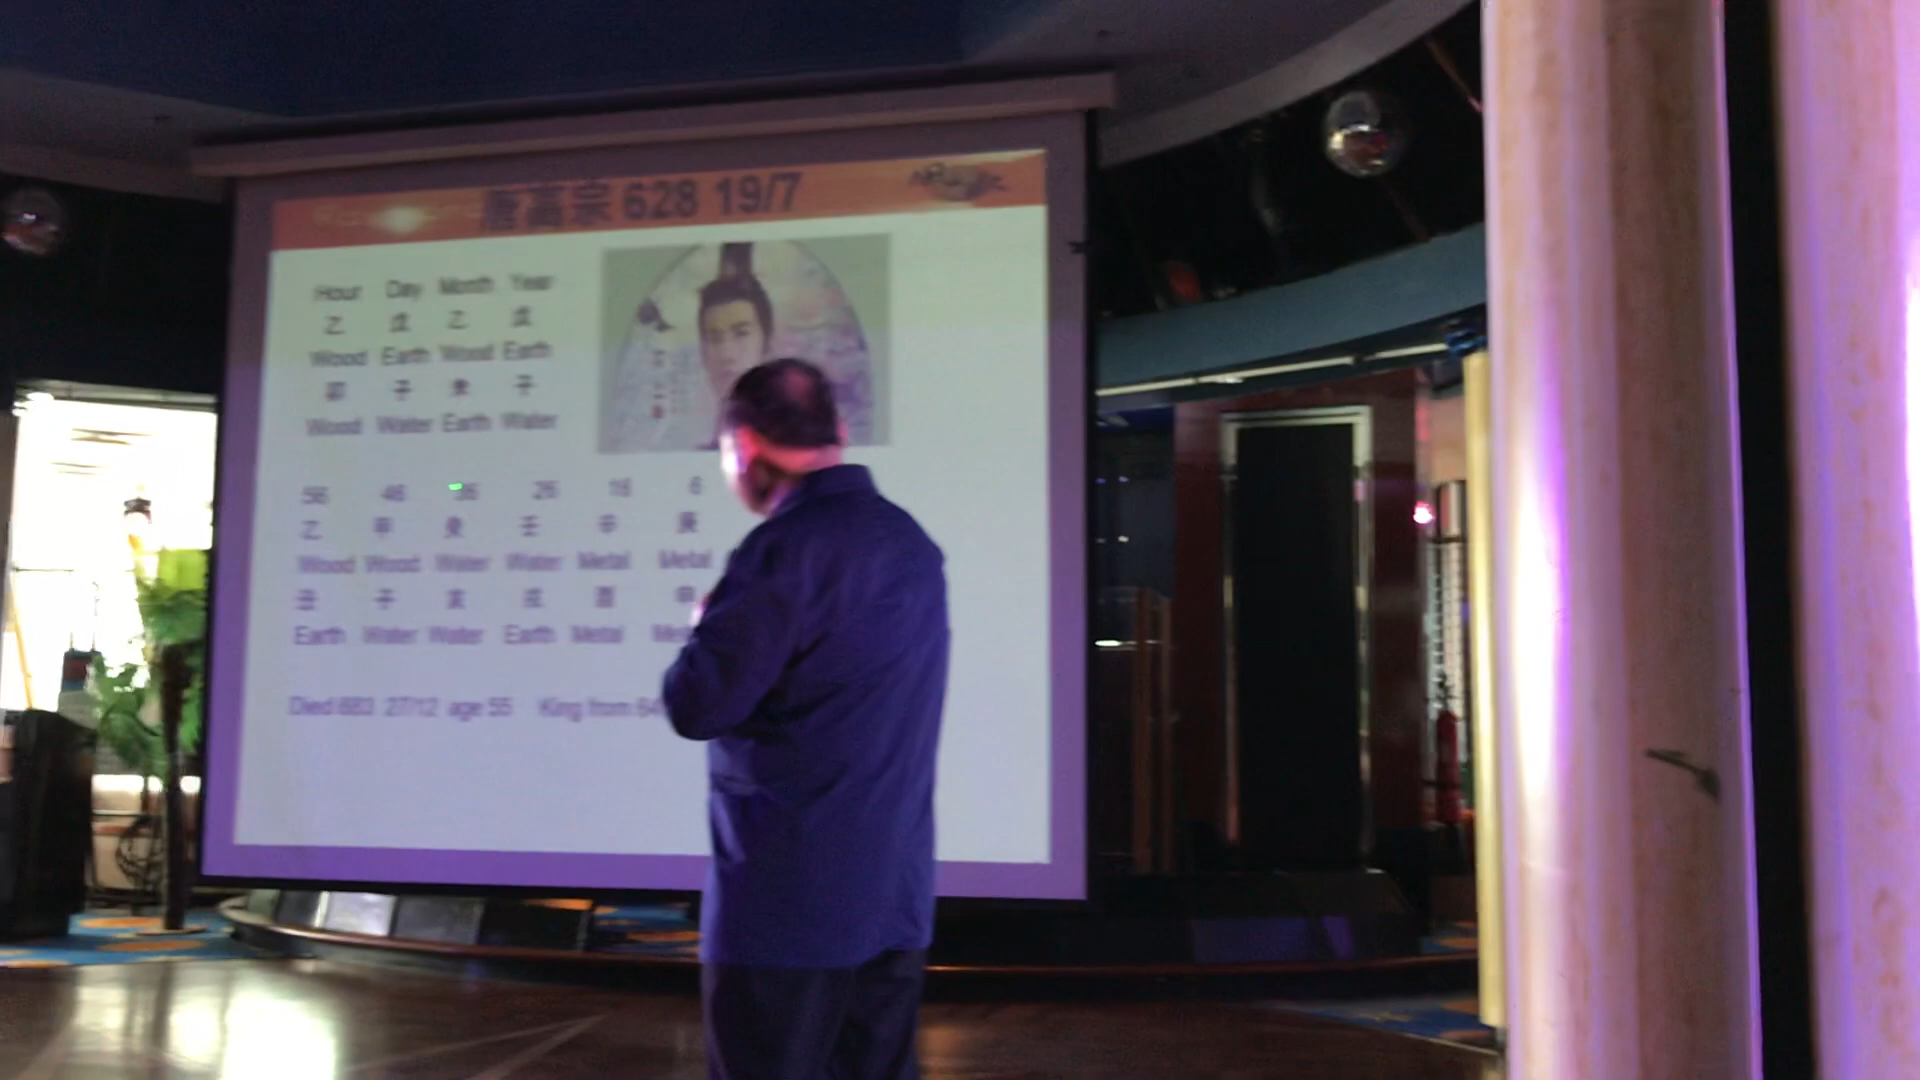 唐高宗 628 19/7
Hour Day Month Year
乙 戊 乙 戊
Wood Earth Wood Earth
卯 子 未 子
Wood Water Earth Water
56 46 36 26 16 6
乙 甲 癸 壬 辛 庚
Wood Wood Water Water Metal Metal
丑 子 亥 戌 酉 申
Earth Water Water Earth Metal
Died 683 27/12 age 55 King from